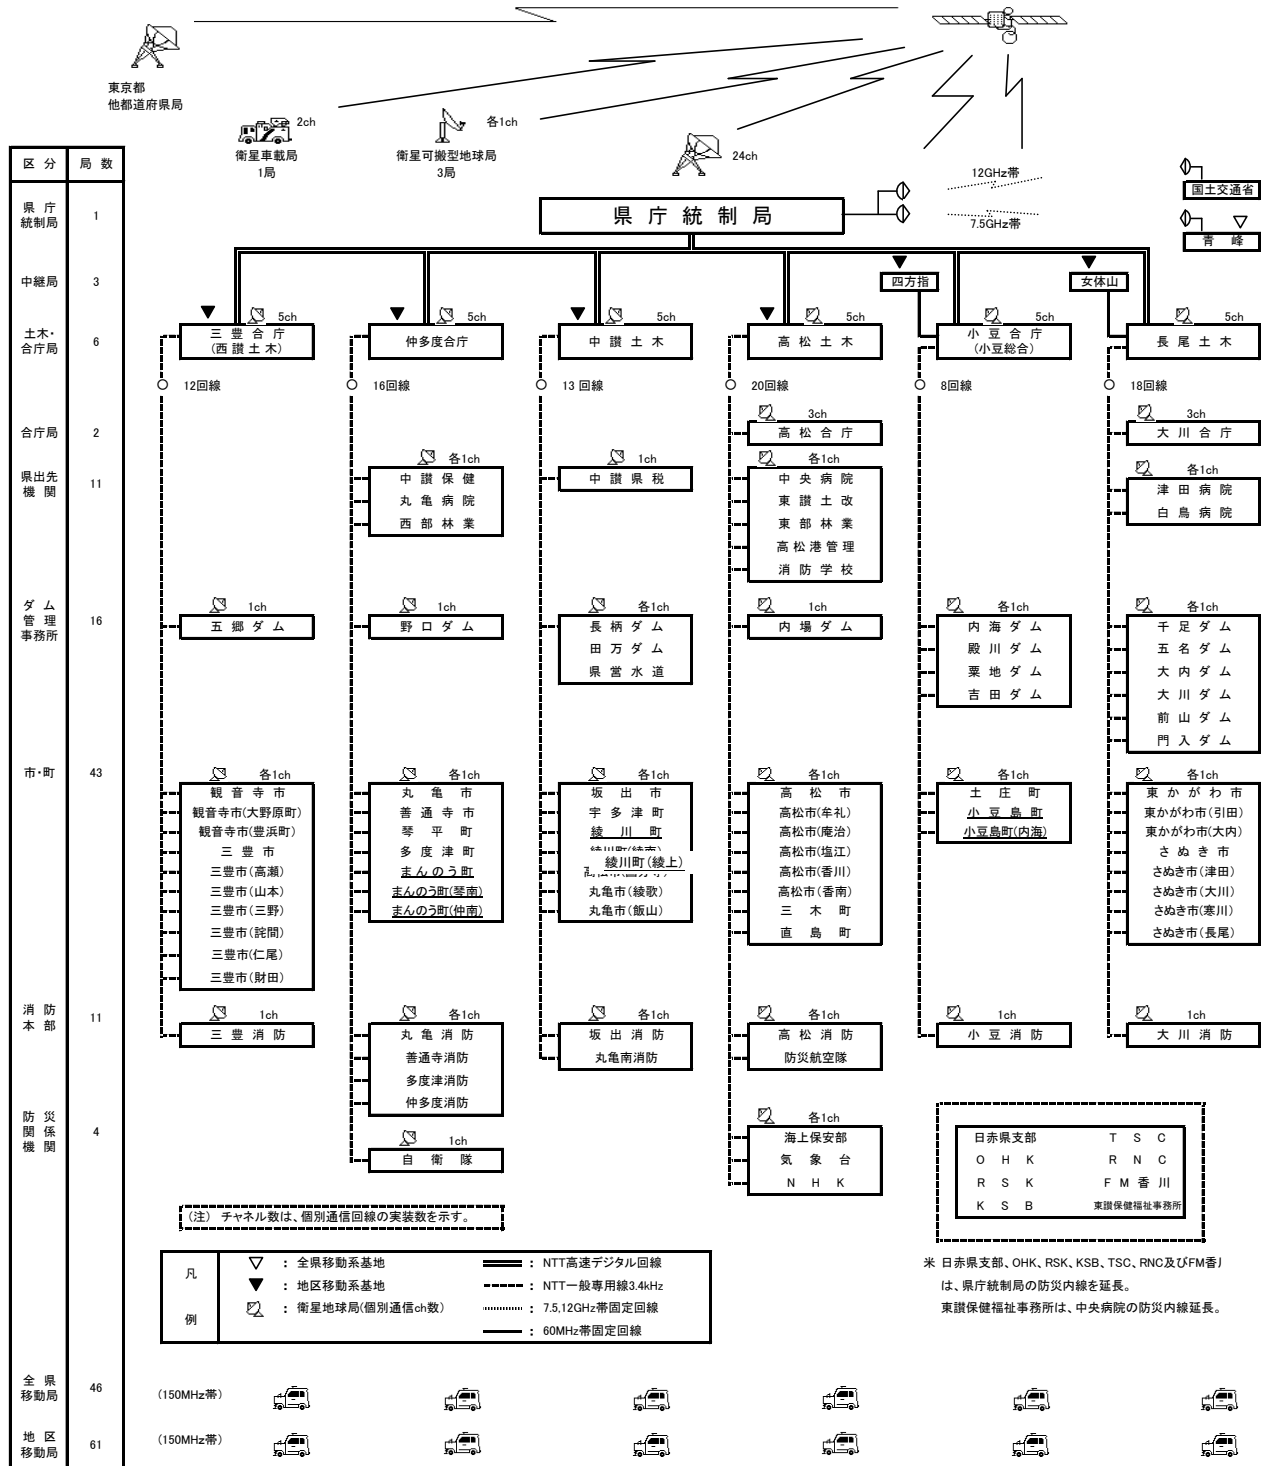 東京都
他都道府県局
2ch
衛星車載局
1局
各1ch
衛星可搬型地球局
3局
24ch
12GHz帯
7.5GHz帯
国土交通省
青 峰
区 分 局 数
県 庁
統制局 1
県 庁 統 制 局
中継局 3
四方指 女体山
土木・
合庁局 6
5ch 5ch 5ch 5ch 5ch 5ch
三 豊 合 庁
(西 讃 土 木)
仲多度合庁
中 讃 土 木
高 松 土 木
小 豆 合 庁
(小豆総合)
長 尾 土 木
12回線 16回線 13 回線 20回線 8回線 18回線
合庁局 2
3ch 3ch
高 松 合 庁 大 川 合 庁
県出先
機 関 11
各1ch
中 讃 保 健
丸 亀 病 院
西 部 林 業
1ch
中 讃 県 税
各1ch
中 央 病 院
東 讃 土 改
東 部 林 業
高 松 港 管 理
消 防 学 校
各1ch
津 田 病 院
白 鳥 病 院
ダ ム
管 理
事務所 16
1ch
五 郷 ダ ム
1ch
野 口 ダ ム
各1ch
長 柄 ダ ム
田 万 ダ ム
県 営 水 道
1ch
内 場 ダ ム
各1ch
内 海 ダ ム
殿 川 ダ ム
粟 地 ダ ム
吉 田 ダ ム
各1ch
千 足 ダ ム
五 名 ダ ム
大 内 ダ ム
大 川 ダ ム
前 山 ダ ム
門 入 ダ ム
市・町 43
各1ch
観 音 寺 市
観音寺市(大野原町)
観音寺市(豊浜町)
三 豊 市
三豊市(高瀬)
三豊市(山本)
三豊市(三野)
三豊市(詫間)
三豊市(仁尾)
三豊市(財田)
各1ch
丸 亀 市
善 通 寺 市
琴 平 町
多 度 津 町
まんのう町
まんのう町(琴南)
まんのう町(仲南)
各1ch
坂 出 市
宇 多 津 町
綾 川 町
綾川町(綾上)
丸亀市(綾歌)
丸亀市(飯山)
各1ch
高 松 市
高松市(牟礼)
高松市(庵治)
高松市(塩江)
高松市(香川)
高松市(香南)
三 木 町
直 島 町
各1ch
土 庄 町
小 豆 島 町
小豆島町(内海)
各1ch
東 か が わ 市
東かがわ市(引田)
東かがわ市(大内)
さ ぬ き 市
さぬき市(津田)
さぬき市(大川)
さぬき市(寒川)
さぬき市(長尾)
消 防
本 部 11
1ch
三 豊 消 防
各1ch
丸 亀 消 防
善通寺消防
多度津消防
仲多度消防
各1ch
坂 出 消 防
丸亀南消防
各1ch
高 松 消 防
防災航空隊
1ch
小 豆 消 防
1ch
大 川 消 防
防 災
関 係
機 関 4
1ch
自 衛 隊
各1ch
海上保安部
気 象 台
N H K
日赤県支部 T S C
O H K R N C
R S K F M 香 川
K S B 東讃保健福祉事務所
(注) チャネル数は、個別通信回線の実装数を示す。
凡
例
▽ : 全県移動系基地
▼ : 地区移動系基地
: 衛星地球局(個別通信ch数)
: NTT高速デジタル回線
: NTT一般専用線3.4kHz
: 7.5,12GHz帯固定回線
: 60MHz帯固定回線
米 日赤県支部、OHK、RSK、KSB、TSC、RNC及びFM香川
は、県庁統制局の防災内線を延長。
東讃保健福祉事務所は、中央病院の防災内線延長。
全 県
移動局 46 (150MHz帯)
地 区
移動局 61 (150MHz帯)